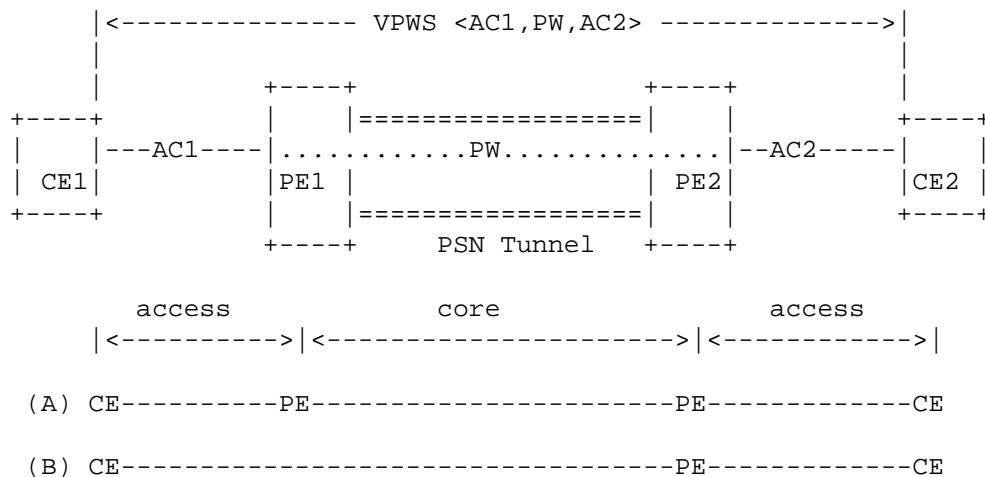 |<--------------- VPWS <AC1,PW,AC2> -------------->|
|                                                  |
|          +----+                  +----+          |
+----+     |    |==================|    |     +----+
|    |---AC1----|............PW..............|--AC2-----|    |
| CE1|     |PE1 |                  | PE2|     |CE2 |
+----+     |    |==================|    |     +----+
+----+     PSN Tunnel     +----+
access core access
|<---------->|<---------------------->|<------------>|
(A) CE----------PE-----------------------PE-------------CE
(B) CE-----------------------------------PE-------------CE